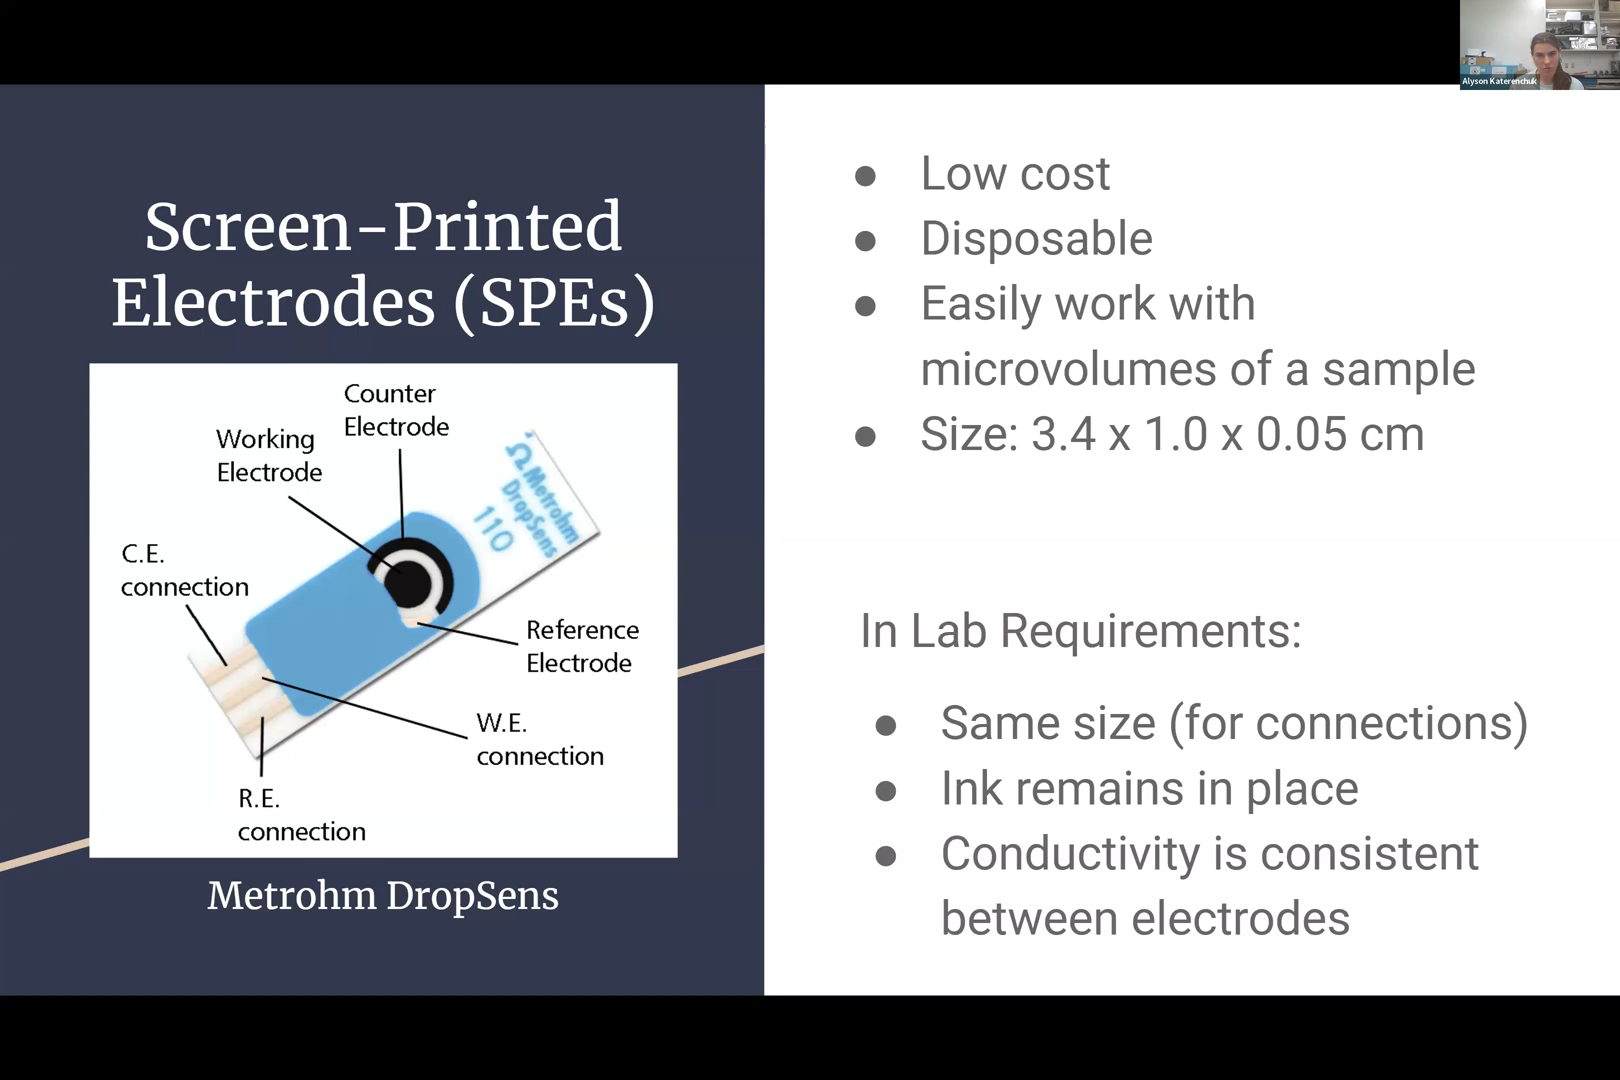 Alyson Katerenchuk
Screen-Printed
Electrodes (SPEs)
Counter
Electrode
Working
Electrode
C.E.
connection
Ω Metrohm
DropSens
110
Reference
Electrode
W.E.
connection
R.E.
connection
Metrohm DropSens
● Low cost
● Disposable
● Easily work with
microvolumes of a sample
● Size: 3.4 x 1.0 x 0.05 cm
In Lab Requirements:
● Same size (for connections)
● Ink remains in place
● Conductivity is consistent
between electrodes